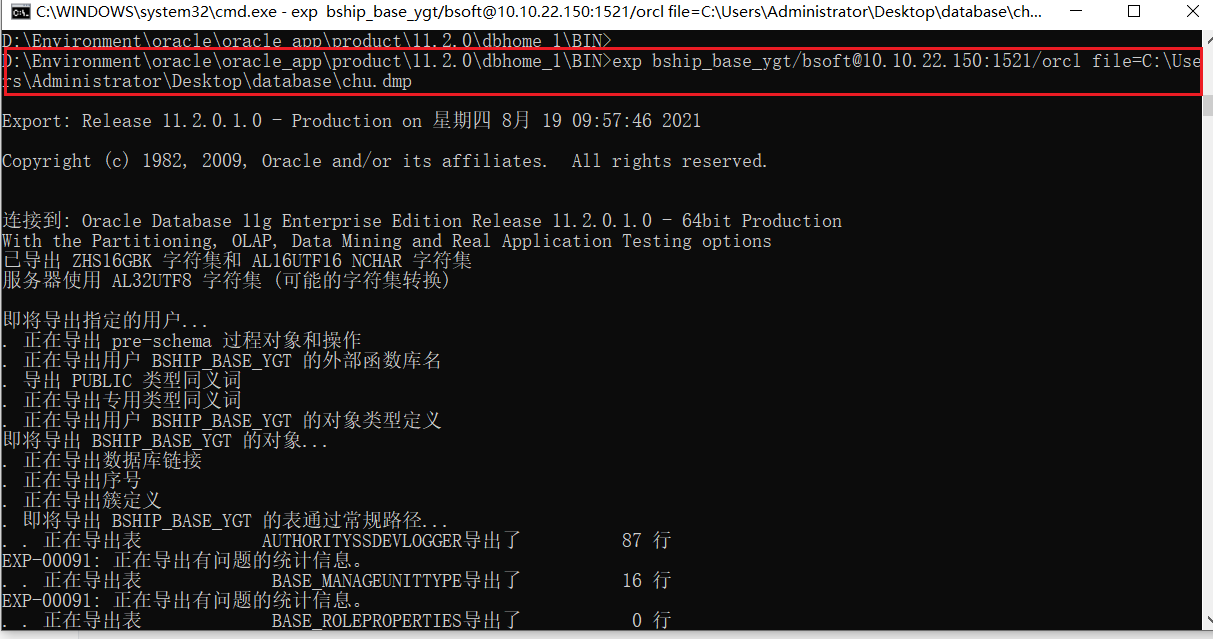 C:\WINDOWS\system32\cmd.exe - exp  bship_base_ygt/bsoft@10.10.22.150:1521/orcl file=C:\Users\Administrator\Desktop\database\ch...
D:\Environment\oracle\oracle_app\product\11.2.0\dbhome_1\BIN>
D:\Environment\oracle\oracle_app\product\11.2.0\dbhome_1\BIN>exp bship_base_ygt/bsoft@10.10.22.150:1521/orcl file=C:\Use
rs\Administrator\Desktop\database\chu.dmp
Export: Release 11.2.0.1.0 - Production on 星期四 8月 19 09:57:46 2021
Copyright (c) 1982, 2009, Oracle and/or its affiliates.  All rights reserved.
连接到: Oracle Database 11g Enterprise Edition Release 11.2.0.1.0 - 64bit Production
With the Partitioning, OLAP, Data Mining and Real Application Testing options
已导出 ZHS16GBK 字符集和 AL16UTF16 NCHAR 字符集
服务器使用 AL32UTF8 字符集 (可能的字符集转换)
即将导出指定的用户...
. 正在导出 pre-schema 过程对象和操作
. 正在导出用户 BSHIP_BASE_YGT 的外部函数库名
. 导出 PUBLIC 类型同义词
. 正在导出专用类型同义词
. 正在导出用户 BSHIP_BASE_YGT 的对象类型定义
即将导出 BSHIP_BASE_YGT 的对象...
. 正在导出数据库链接
. 正在导出序号
. 正在导出簇定义
. 即将导出 BSHIP_BASE_YGT 的表通过常规路径...
. . 正在导出表            AUTHORITYSSDEVLOGGER导出了          87 行
EXP-00091: 正在导出有问题的统计信息。
. . 正在导出表             BASE_MANAGEUNITTYPE导出了          16 行
EXP-00091: 正在导出有问题的统计信息。
. . 正在导出表             BASE_ROLEPROPERTIES导出了           0 行